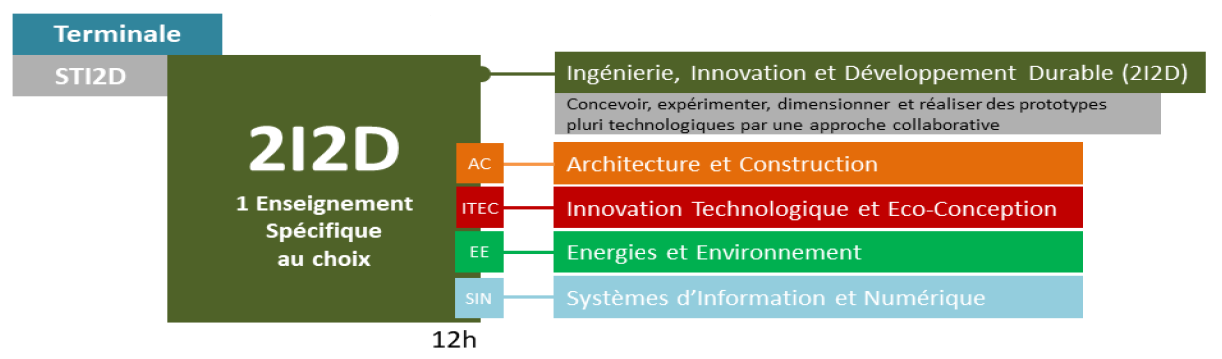 Terminale
STI2D
2I2D
1 Enseignement
Spécifique
au choix
12h
Ingénierie, Innovation et Développement Durable (2I2D)
Concevoir, expérimenter, dimensionner et réaliser des prototypes
pluri technologiques par une approche collaborative
AC Architecture et Construction
ITEC Innovation Technologique et Eco-Conception
EE Energies et Environnement
SIN Systèmes d’Information et Numérique